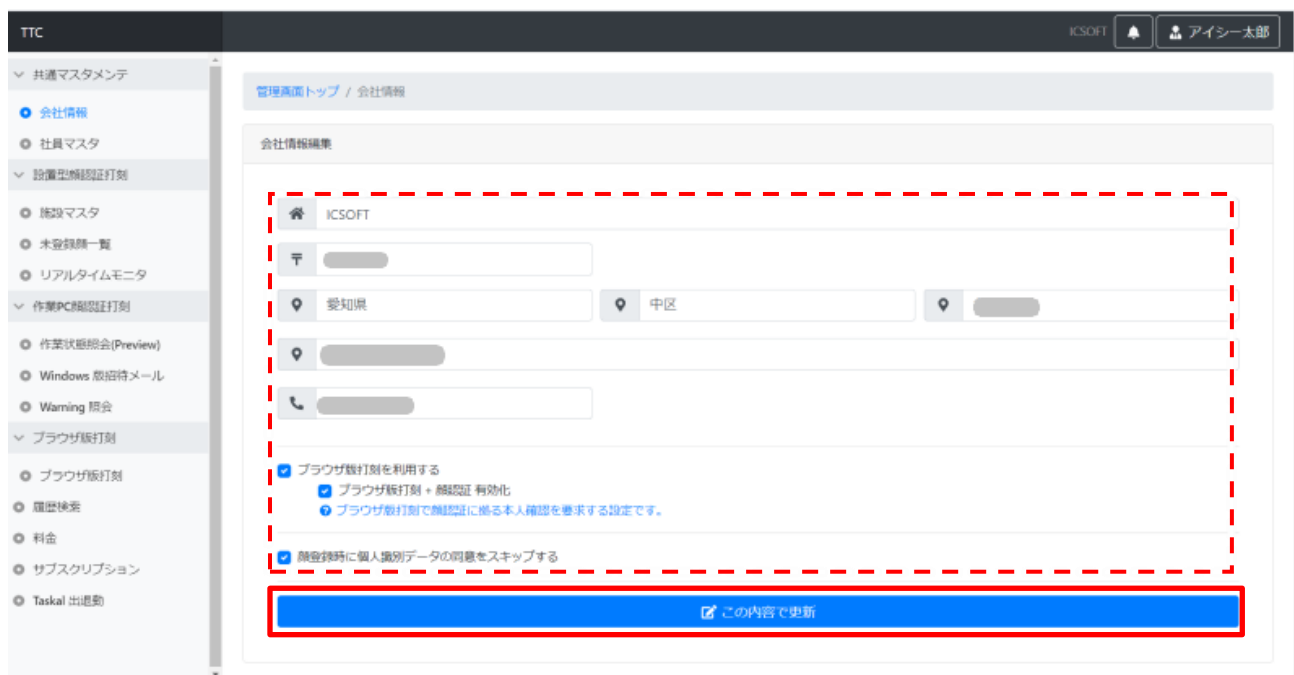 TTC
ICSOFT
アイシー太郎
共通マスタメンテ
会社情報
社員マスタ
設置型顔認証打刻
施設マスタ
未登録顔一覧
リアルタイムモニタ
作業PC顔認証打刻
作業状態照会(Preview)
Windows 版招待メール
Warning 照会
ブラウザ版打刻
ブラウザ版打刻
履歴検索
料金
サブスクリプション
Taskal 出退勤
管理画面トップ / 会社情報
会社情報編集
ICSOFT
〒
愛知県
中区
ブラウザ版打刻を利用する
ブラウザ版打刻 + 顔認証 有効化
ブラウザ版打刻で顔認証に拠る本人確認を要求する設定です。
顔登録時に個人識別データの同意をスキップする
この内容で更新